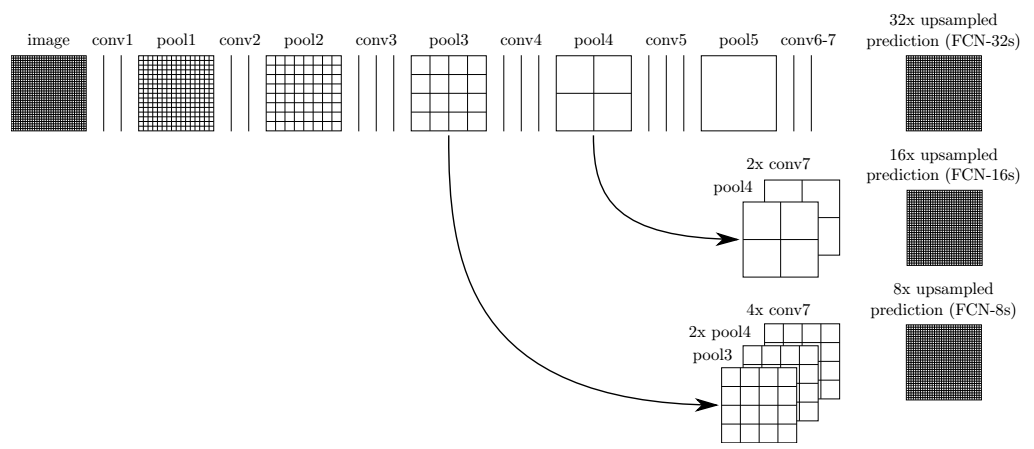 image conv1 pool1 conv2 pool2 conv3 pool3 conv4 pool4 conv5 pool5 conv6-7
32x upsampled
prediction (FCN-32s)
2x conv7
pool4
16x upsampled
prediction (FCN-16s)
4x conv7
2x pool4
pool3
8x upsampled
prediction (FCN-8s)